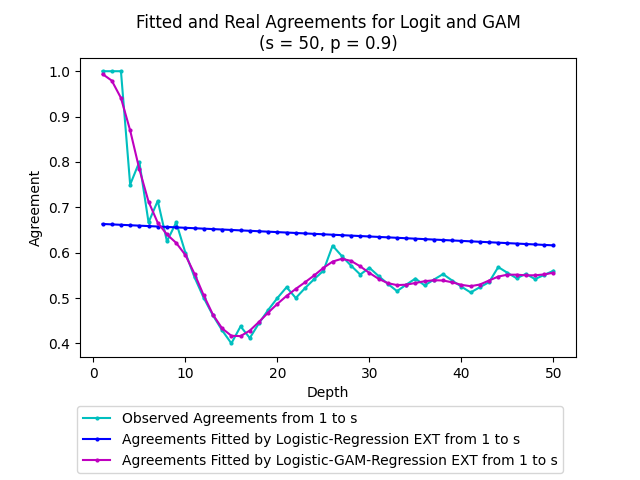 Fitted and Real Agreements for Logit and GAM
(s = 50, p = 0.9)
1.0
0.9
0.8
0.7
0.6
0.5
0.4
Agreement
0 10 20 30 40 50
Depth
Observed Agreements from 1 to s
Agreements Fitted by Logistic-Regression EXT from 1 to s
Agreements Fitted by Logistic-GAM-Regression EXT from 1 to s